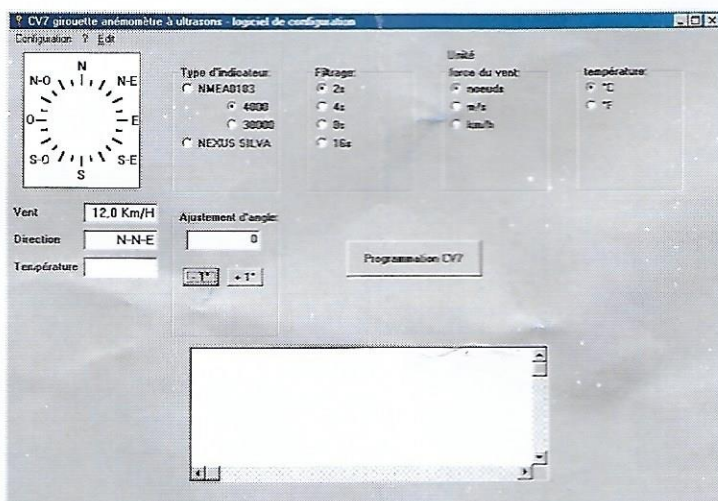 CV7 girouette anémomètre à ultrasons - logiciel de configuration
Configuration ? Edit
N
N-O N-E
O E
S-O S-E
S
Type d'indicateur:
NMEA0183
4800
38000
NEXUS SILVA
Filtrage:
2s
4s
8s
16s
Unité
force du vent:
noeuds
m/s
km/h
température:
°C
°F
Vent 12,0 Km/H
Direction N-N-E
Température
Ajustement d'angle:
0
- 1° + 1°
Programmation CV7